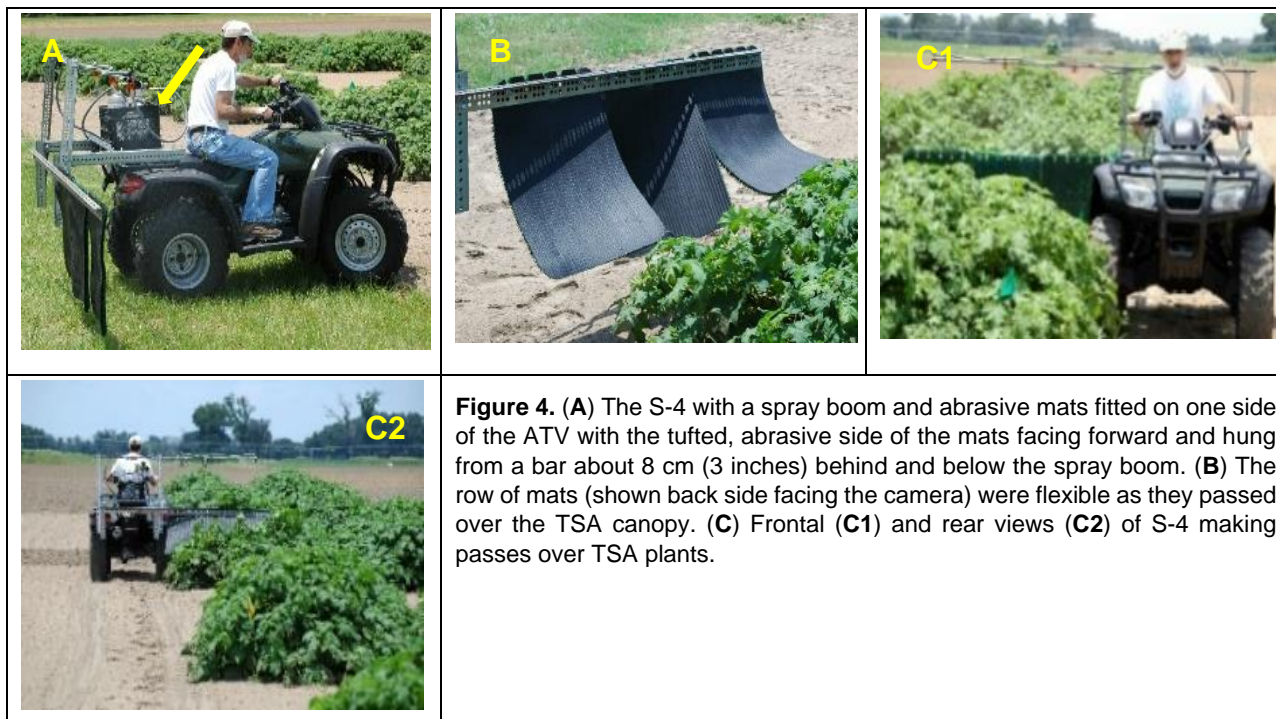 A
B
C1
C2
Figure 4. (A) The S-4 with a spray boom and abrasive mats fitted on one side
of the ATV with the tufted, abrasive side of the mats facing forward and hung
from a bar about 8 cm (3 inches) behind and below the spray boom. (B) The
row of mats (shown back side facing the camera) were flexible as they passed
over the TSA canopy. (C) Frontal (C1) and rear views (C2) of S-4 making
passes over TSA plants.